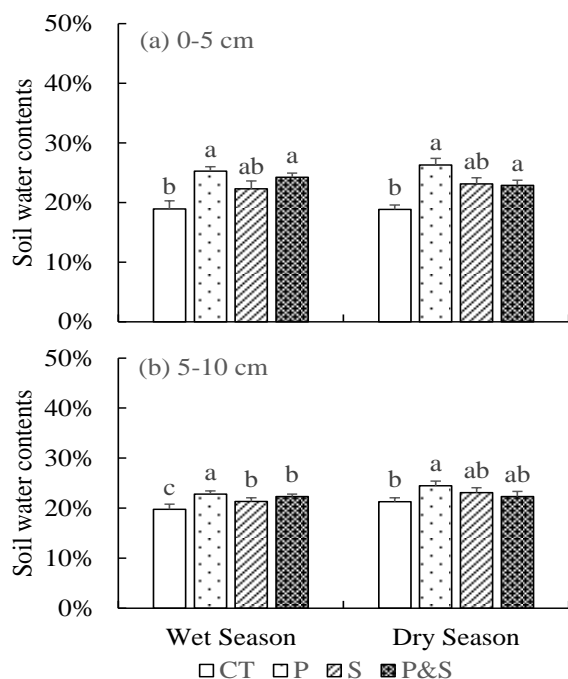 50%
(a) 0-5 cm
40%
30%
20%
10%
0%
Soil water contents
b a ab a
b a ab a
50%
(b) 5-10 cm
40%
30%
20%
10%
0%
Soil water contents
c a b b
b a ab ab
Wet Season Dry Season
CT P S P&S